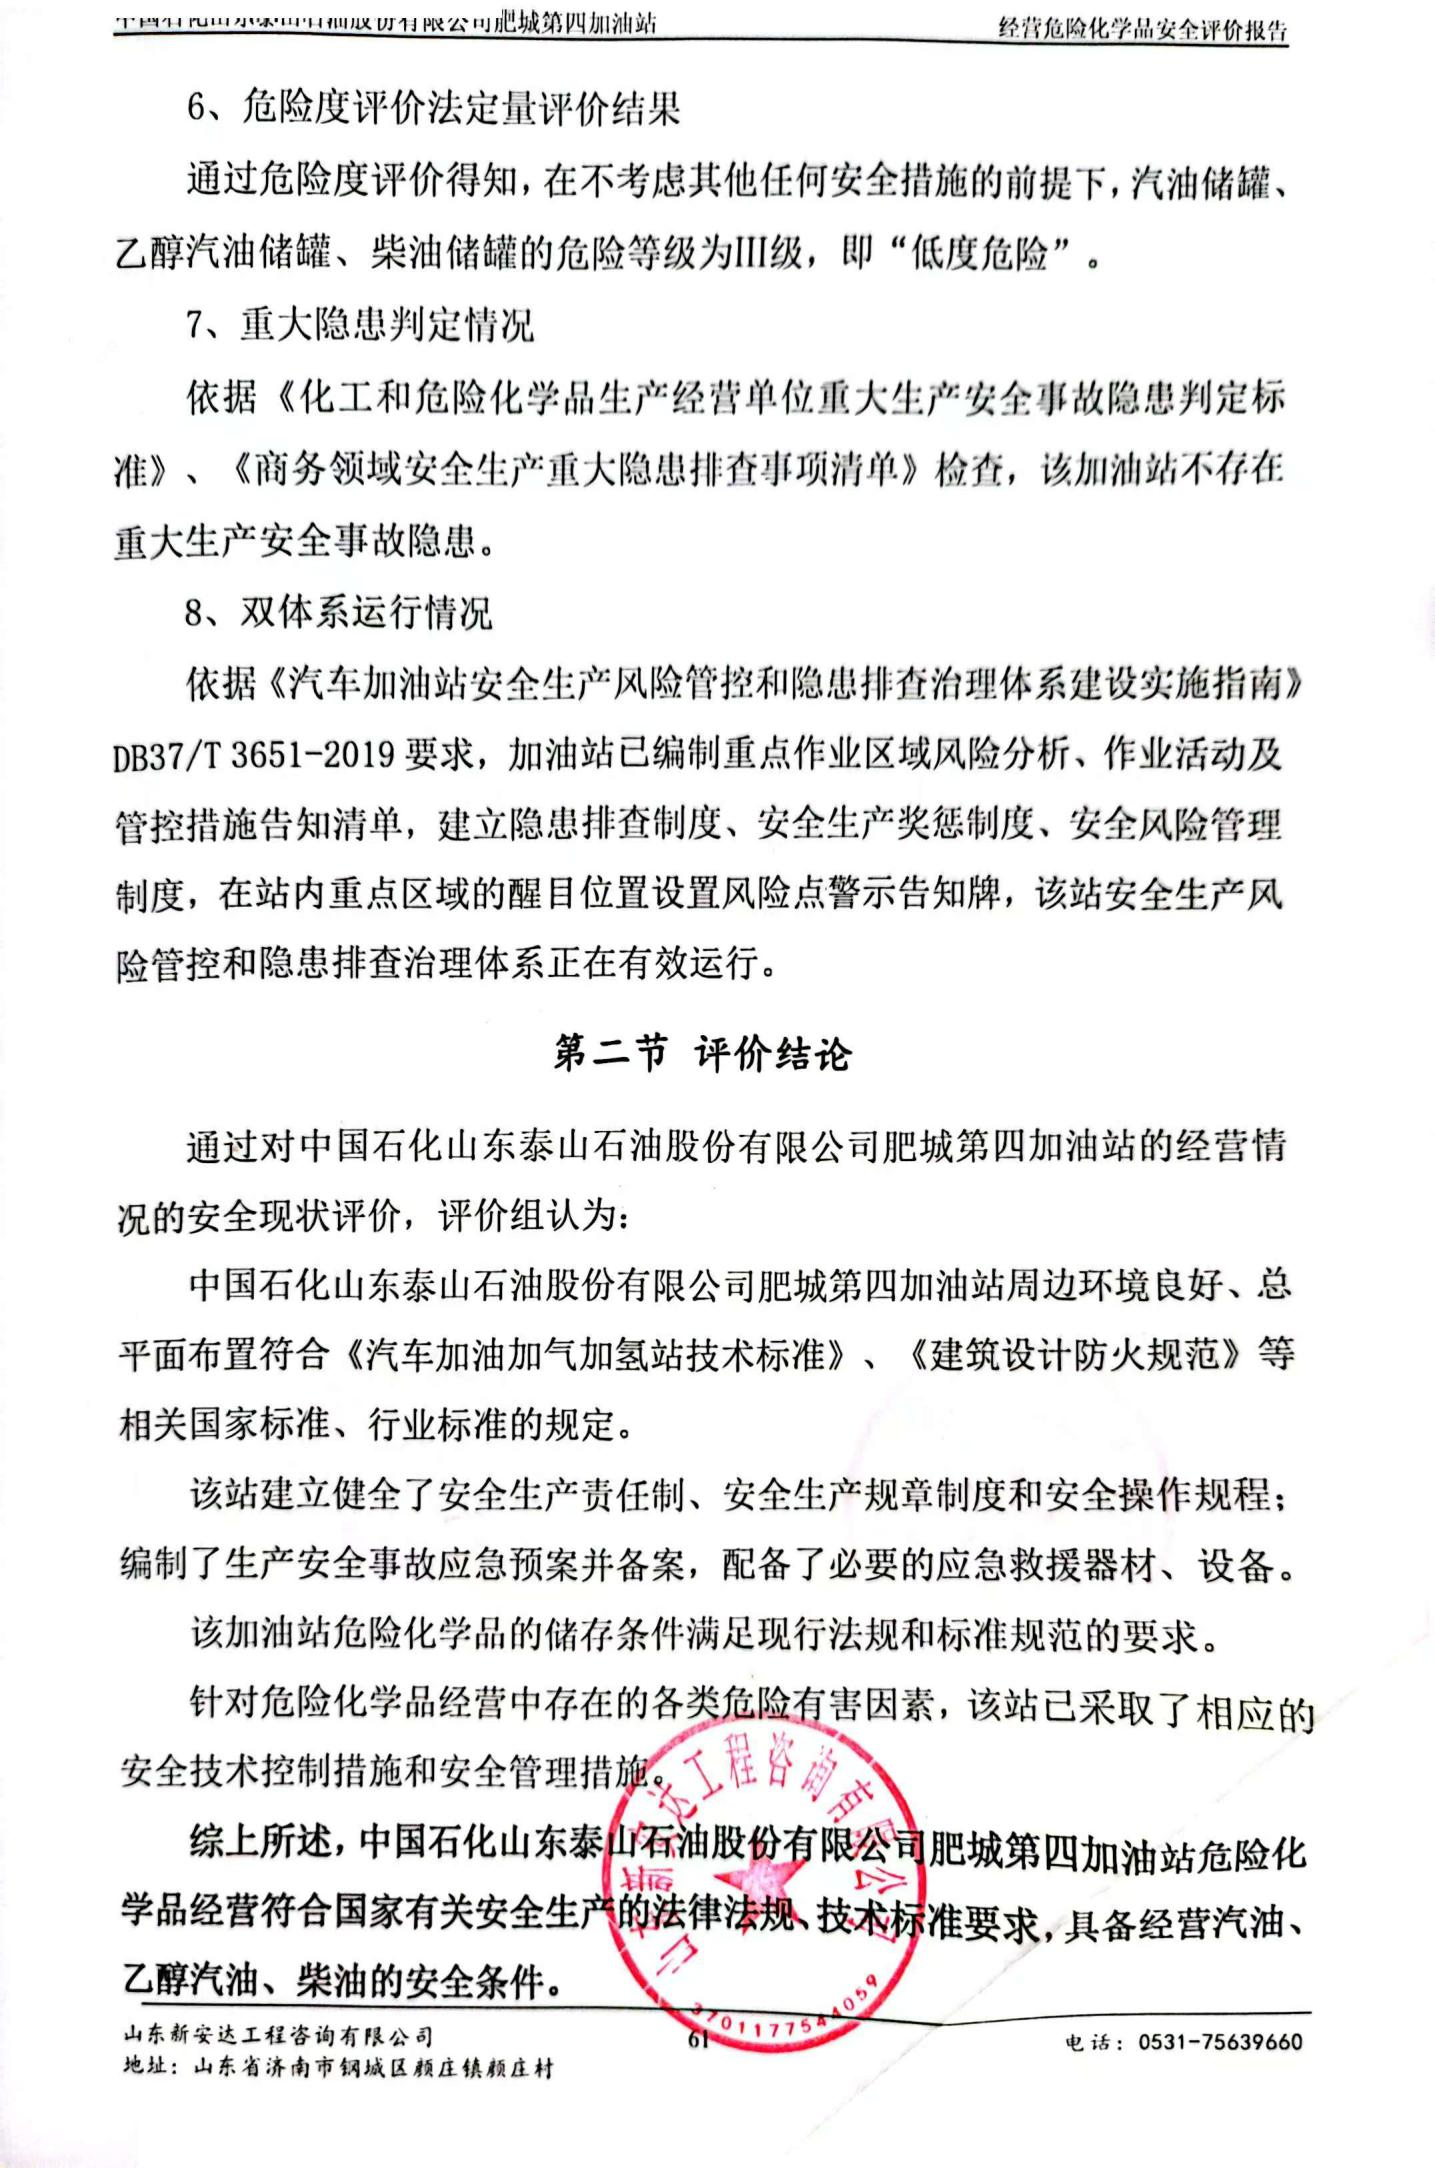 中国石化山东泰山石油股份有限公司肥城第四加油站
经营危险化学品安全评价报告
6、危险度评价法定量评价结果
通过危险度评价得知，在不考虑其他任何安全措施的前提下，汽油储罐、
乙醇汽油储罐、柴油储罐的危险等级为III级，即“低度危险”。
7、重大隐患判定情况
依据《化工和危险化学品生产经营单位重大生产安全事故隐患判定标
准》、《商务领域安全生产重大隐患排查事项清单》检查，该加油站不存在
重大生产安全事故隐患。
8、双体系运行情况
依据《汽车加油站安全生产风险管控和隐患排查治理体系建设实施指南》
DB37/T 3651-2019 要求，加油站已编制重点作业区域风险分析、作业活动及
管控措施告知清单，建立隐患排查制度、安全生产奖惩制度、安全风险管理
制度，在站内重点区域的醒目位置设置风险点警示告知牌，该站安全生产风
险管控和隐患排查治理体系正在有效运行。
第二节 评价结论
通过对中国石化山东泰山石油股份有限公司肥城第四加油站的经营情
况的安全现状评价，评价组认为：
中国石化山东泰山石油股份有限公司肥城第四加油站周边环境良好、总
平面布置符合《汽车加油加气加氢站技术标准》、《建筑设计防火规范》等
相关国家标准、行业标准的规定。
该站建立健全了安全生产责任制、安全生产规章制度和安全操作规程；
编制了生产安全事故应急预案并备案，配备了必要的应急救援器材、设备。
该加油站危险化学品的储存条件满足现行法规和标准规范的要求。
针对危险化学品经营中存在的各类危险有害因素，该站已采取了相应的
安全技术控制措施和安全管理措施。
综上所述，中国石化山东泰山石油股份有限公司肥城第四加油站危险化
学品经营符合国家有关安全生产的法律法规、技术标准要求，具备经营汽油、
乙醇汽油、柴油的安全条件。
山东新安达工程咨询有限公司
3701177544059
山东新安达工程咨询有限公司
61
电话：0531-75639660
地址：山东省济南市钢城区颜庄镇颜庄村